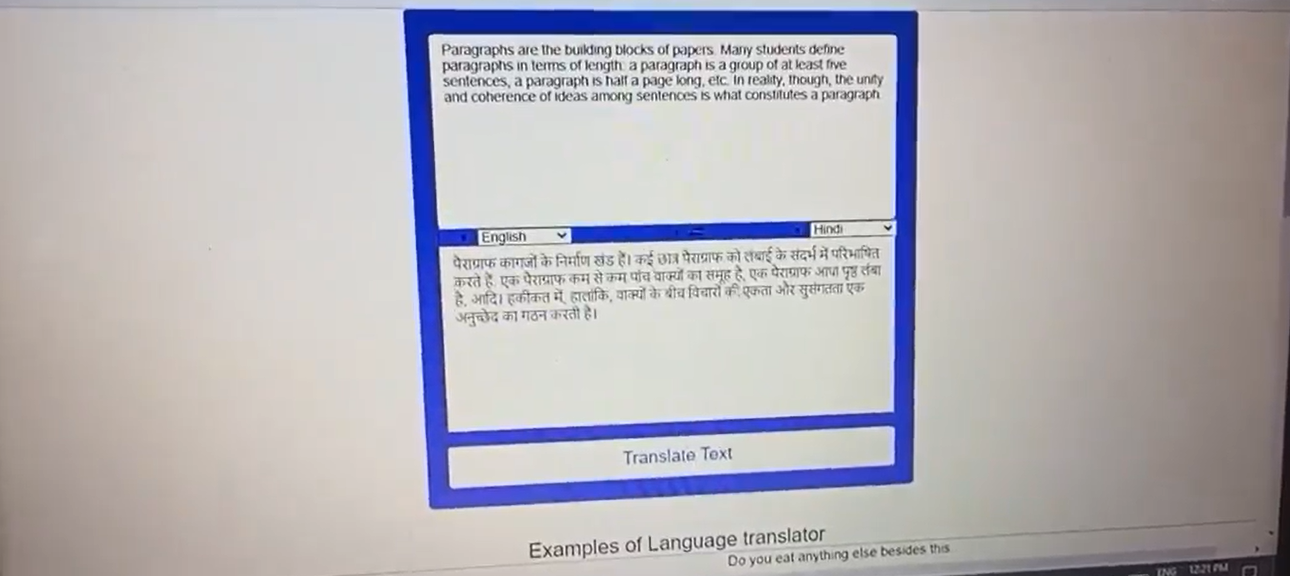 Paragraphs are the building blocks of papers. Many students define
paragraphs in terms of length: a paragraph is a group of at least five
sentences, a paragraph is half a page long, etc. In reality, though, the unity
and coherence of ideas among sentences is what constitutes a paragraph.
English
Hindi
पैराग्राफ कागजों के निर्माण खंड हैं। कई छात्र पैराग्राफ को लंबाई के संदर्भ में परिभाषित
करते हैं: एक पैराग्राफ कम से कम पांच वाक्यों का समूह है, एक पैराग्राफ आधा पृष्ठ लंबा
है, आदि। हकीकत में, हालांकि, वाक्यों के बीच विचारों की एकता और सुसंगतता एक
अनुच्छेद का गठन करती है।
Translate Text
Examples of Language translator
Do you eat anything else besides this
ENG 12:21 PM